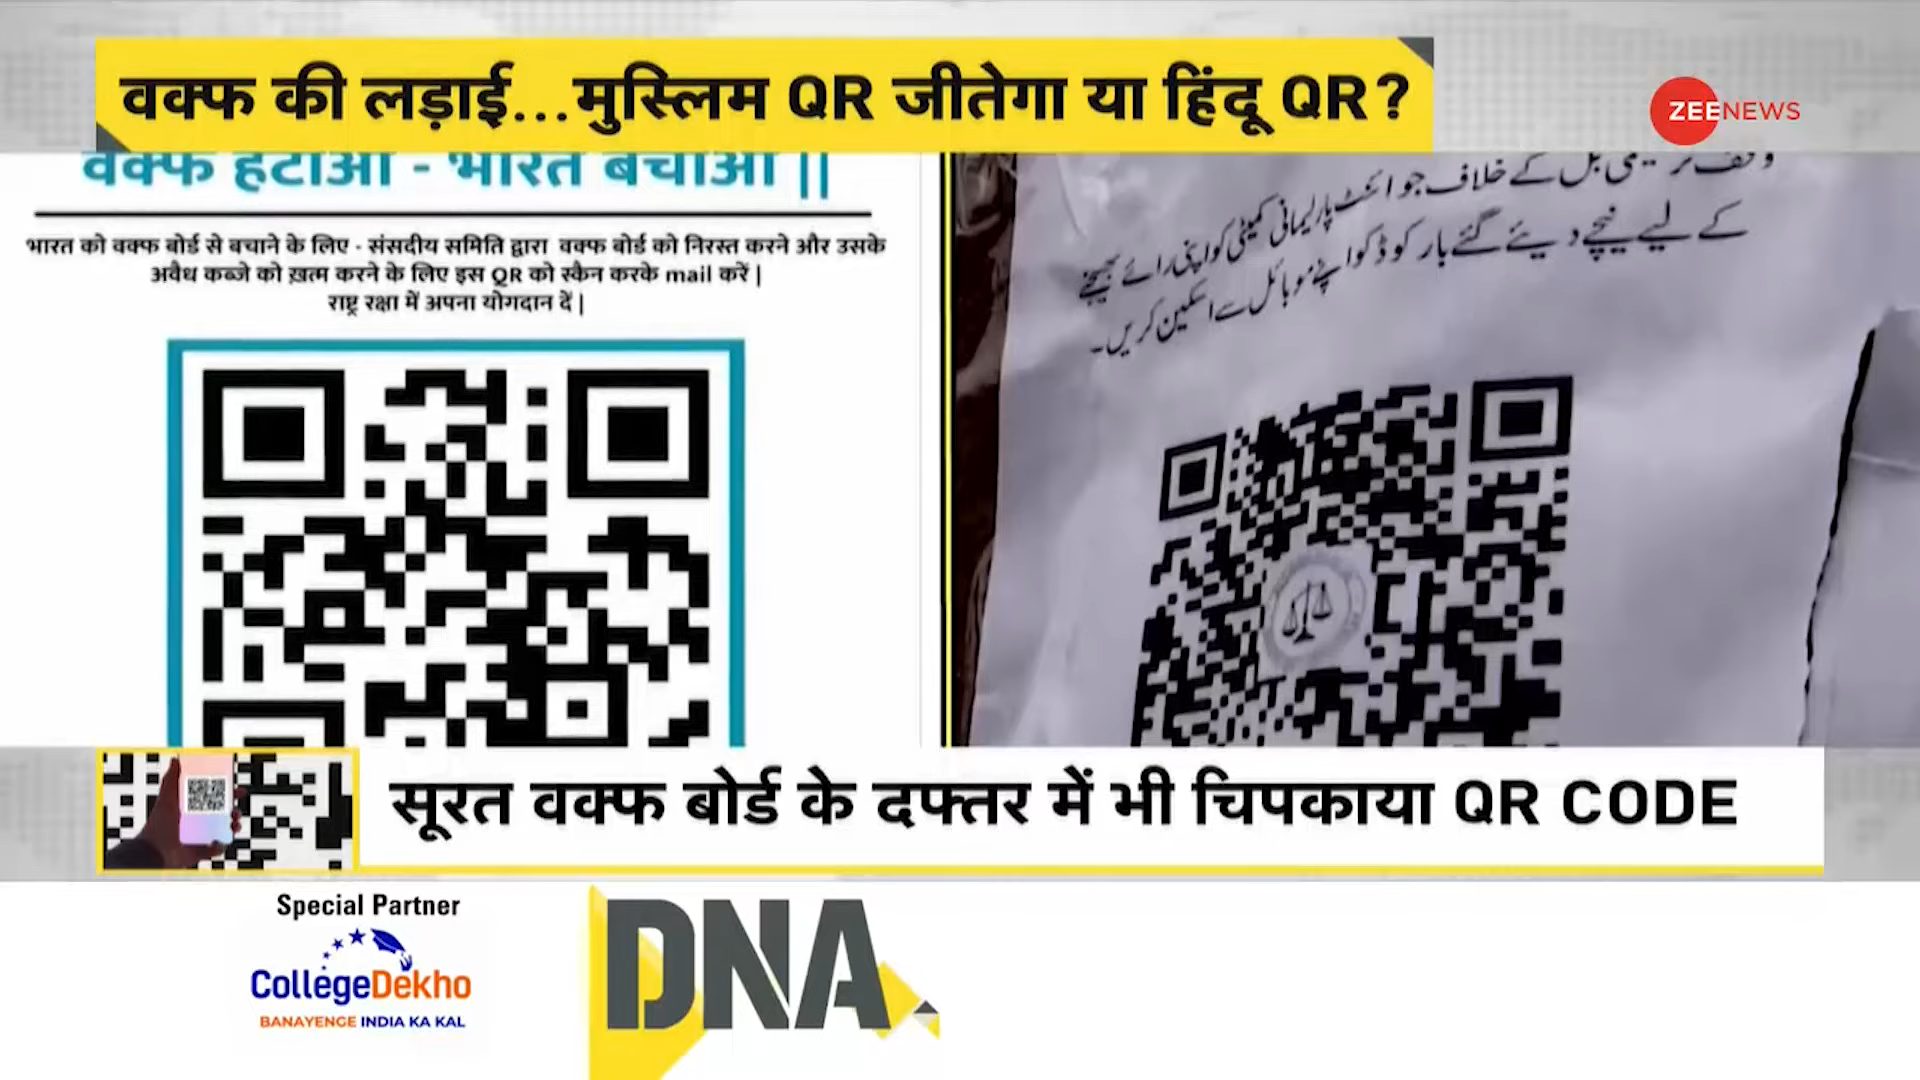 वक्फ की लड़ाई...मुस्लिम QR जीतेगा या हिंदू QR?
ZEENEWS
वक्फ हटाओ - भारत बचाओ ||
भारत को वक्फ बोर्ड से बचाने के लिए - संसदीय समिति द्वारा वक्फ बोर्ड को निरस्त करने और उसके
अवैध कब्जे को ख़त्म करने के लिए इस QR को स्कैन करके mail करें |
राष्ट्र रक्षा में अपना योगदान दें |
وقف ترمیمی بل کے خلاف جوائنٹ پارلیمانی کمیٹی کو اپنی رائے بھیجنے
کے لیے نیچے دیئے گئے بار کوڈ کو اپنے موبائل سے اسکین کریں۔
सूरत वक्फ बोर्ड के दफ्तर में भी चिपकाया QR CODE
Special Partner
CollegeDekho
BANAYENGE INDIA KA KAL
DNA